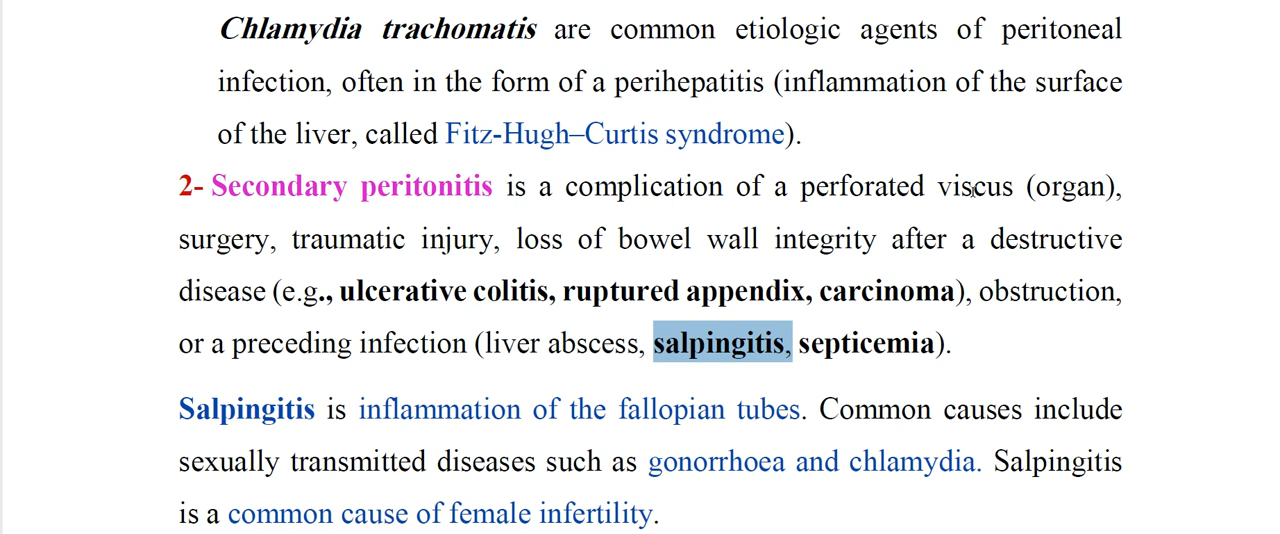 Chlamydia trachomatis are common etiologic agents of peritoneal
infection, often in the form of a perihepatitis (inflammation of the surface
of the liver, called Fitz-Hugh–Curtis syndrome).
2- Secondary peritonitis is a complication of a perforated viscus (organ),
surgery, traumatic injury, loss of bowel wall integrity after a destructive
disease (e.g., ulcerative colitis, ruptured appendix, carcinoma), obstruction,
or a preceding infection (liver abscess, salpingitis, septicemia).
Salpingitis is inflammation of the fallopian tubes. Common causes include
sexually transmitted diseases such as gonorrhoea and chlamydia. Salpingitis
is a common cause of female infertility.